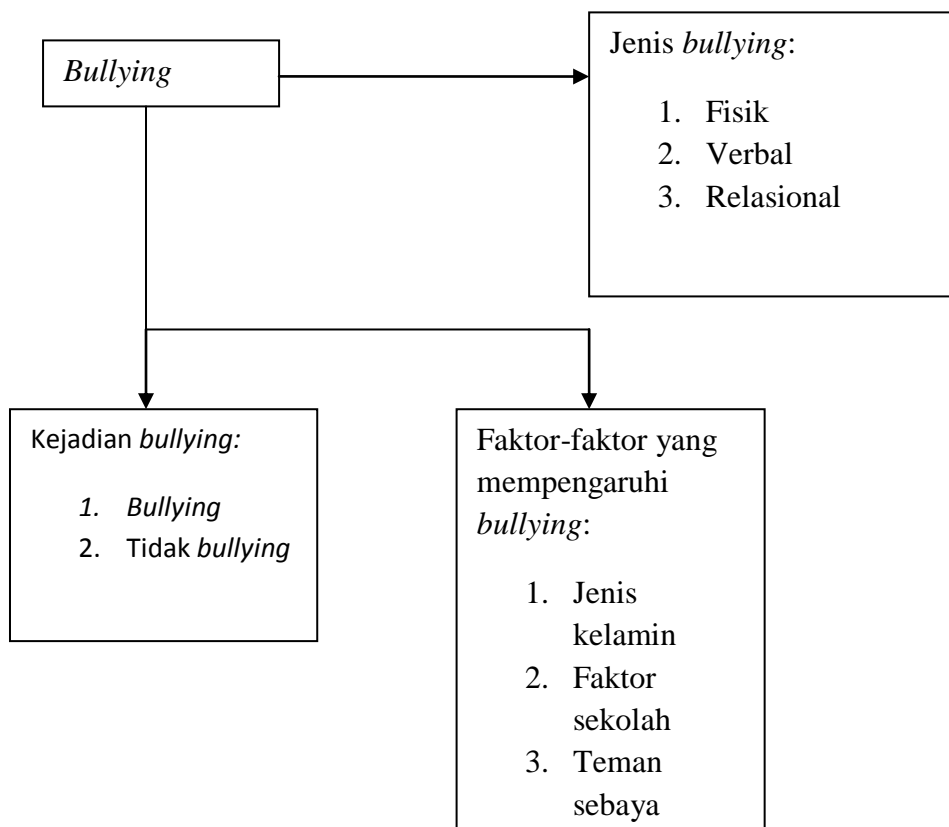 Bullying
Jenis bullying:
1. Fisik
2. Verbal
3. Relasional
Kejadian bullying:
1. Bullying
2. Tidak bullying
Faktor-faktor yang
mempengaruhi
bullying:
1. Jenis
kelamin
2. Faktor
sekolah
3. Teman
sebaya